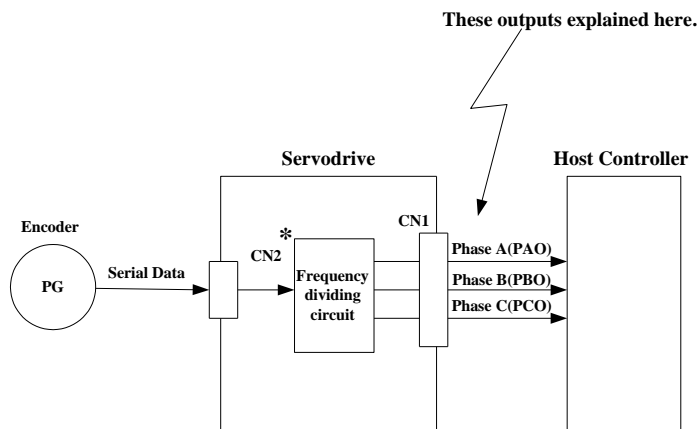 These outputs explained here.
Servodrive
Host Controller
Encoder
PG
Serial Data
CN2
*
Frequency
dividing
circuit
CN1
Phase A(PAO)
Phase B(PBO)
Phase C(PCO)